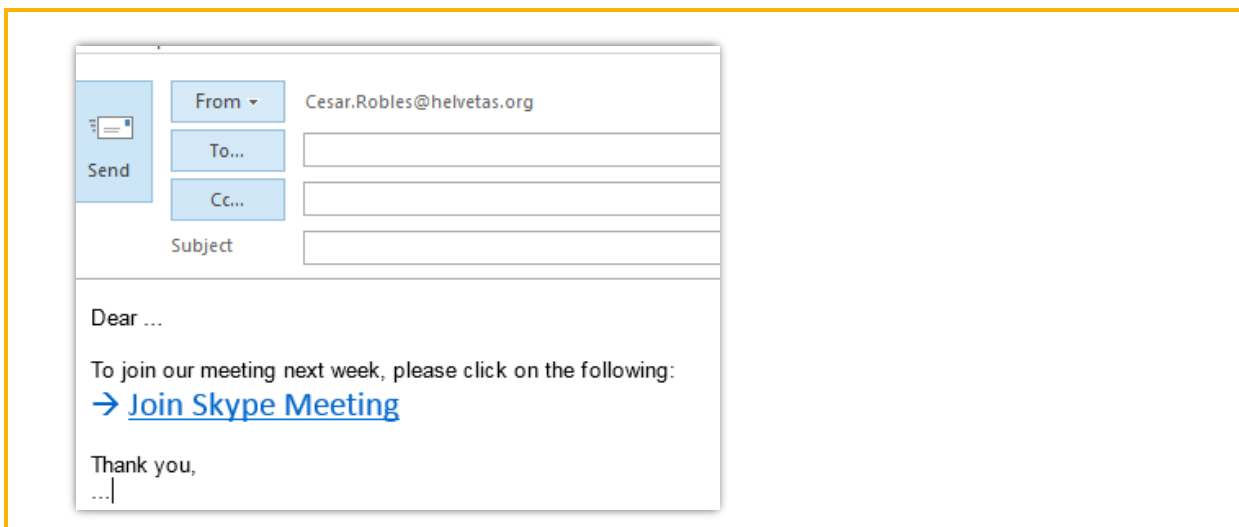 From
Cesar.Robles@helvetas.org
To...
Send
Cc...
Subject
Dear ...
To join our meeting next week, please click on the following:
→ Join Skype Meeting
Thank you,
...